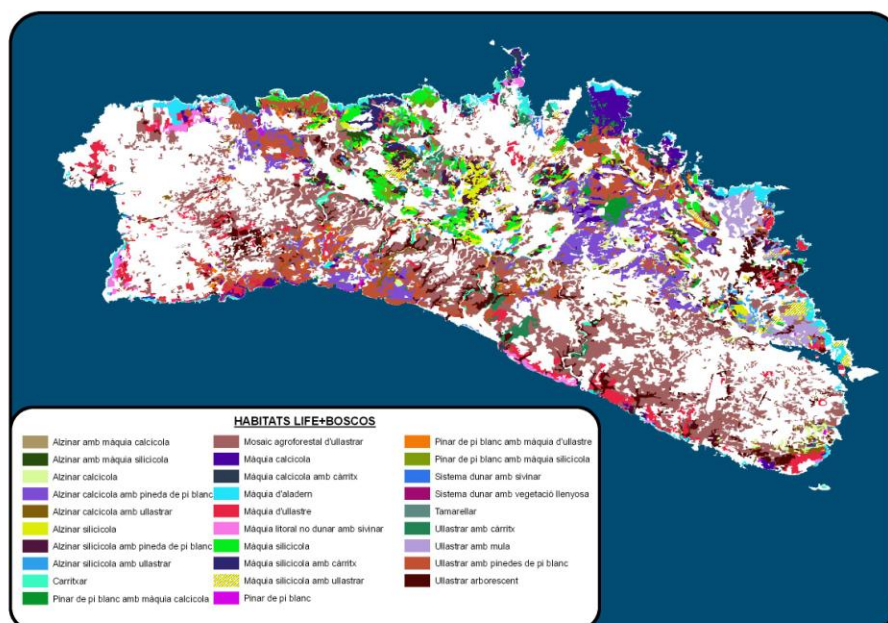 HABITATS LIFE+BOSCOS
Alzinar amb màquia calcícola
Alzinar amb màquia silicícola
Alzinar calcícola
Alzinar calcícola amb pineda de pi blanc
Alzinar calcícola amb ullastrar
Alzinar silicícola
Alzinar silicícola amb pineda de pi blanc
Alzinar silicícola amb ullastrar
Carritxar
Pinar de pi blanc amb màquia calcícola
Mosaic agroforestal d'ullastrar
Màquia calcícola
Màquia calcícola amb càrritx
Màquia d'aladern
Màquia d'ullastre
Màquia litoral no dunar amb sivinar
Màquia silicícola
Màquia silicícola amb càrritx
Màquia silicícola amb ullastrar
Pinar de pi blanc
Pinar de pi blanc amb màquia d'ullastre
Pinar de pi blanc amb màquia silicícola
Sistema dunar amb sivinar
Sistema dunar amb vegetació llenyosa
Tamarellar
Ullastrar amb càrritx
Ullastrar amb mula
Ullastrar amb pinedes de pi blanc
Ullastrar arborescent